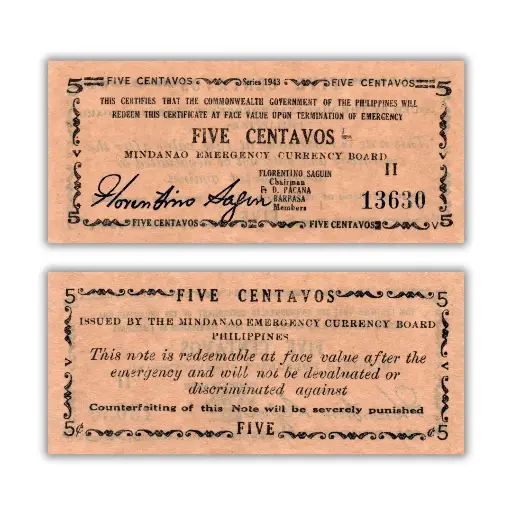 5 FIVE CENTAVOS Series 1943 FIVE CENTAVOS 5
THIS CERTIFIES THAT THE COMMONWEALTH GOVERNMENT OF THE PHILIPPINES WILL
REDEEM THIS CERTIFICATE AT FACE VALUE UPON TERMINATION OF EMERGENCY
FIVE CENTAVOS
MINDANAO EMERGENCY CURRENCY BOARD
FLORENTINO SAGUIN II
Chairman
F. D. PACANA
BARBASA
Members
Florentino Saguin
13630
5 FIVE CENTAVOS FIVE CENTAVOS 5
5 FIVE CENTAVOS 5
ISSUED BY THE MINDANAO EMERGENCY CURRENCY BOARD
PHILIPPINES
This note is redeemable at face value after the
emergency and will not be devaluated or
discriminated against
Counterfeiting of this Note will be severely punished
5¢ FIVE ¢5